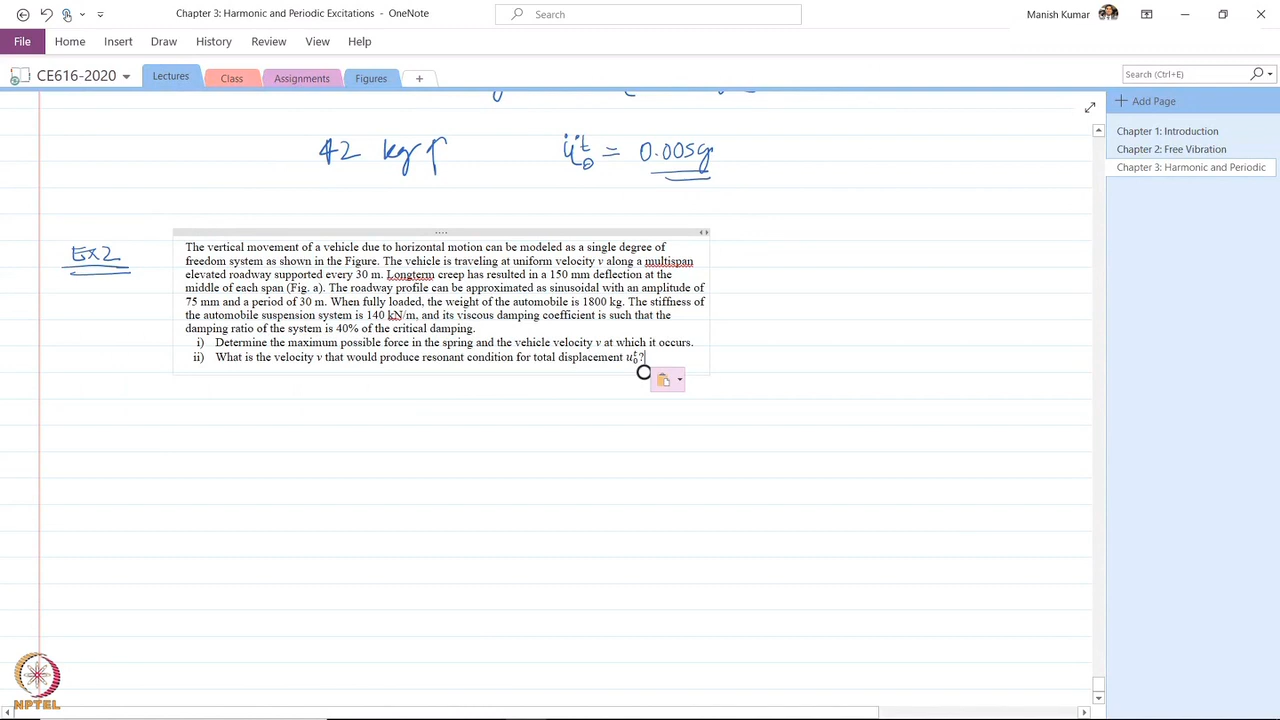 Chapter 3: Harmonic and Periodic Excitations - OneNote
Search
Manish Kumar
File Home Insert Draw History Review View Help
CE616-2020 Lectures Class Assignments Figures +
Search (Ctrl+E)
Add Page
Chapter 1: Introduction
Chapter 2: Free Vibration
Chapter 3: Harmonic and Periodic
42 kg ↑ ü₀ᵗ = 0.005g
Ex2
The vertical movement of a vehicle due to horizontal motion can be modeled as a single degree of
freedom system as shown in the Figure. The vehicle is traveling at uniform velocity v along a multispan
elevated roadway supported every 30 m. Longterm creep has resulted in a 150 mm deflection at the
middle of each span (Fig. a). The roadway profile can be approximated as sinusoidal with an amplitude of
75 mm and a period of 30 m. When fully loaded, the weight of the automobile is 1800 kg. The stiffness of
the automobile suspension system is 140 kN/m, and its viscous damping coefficient is such that the
damping ratio of the system is 40% of the critical damping.
i) Determine the maximum possible force in the spring and the vehicle velocity v at which it occurs.
ii) What is the velocity v that would produce resonant condition for total displacement u₀ᵗ?
NPTEL